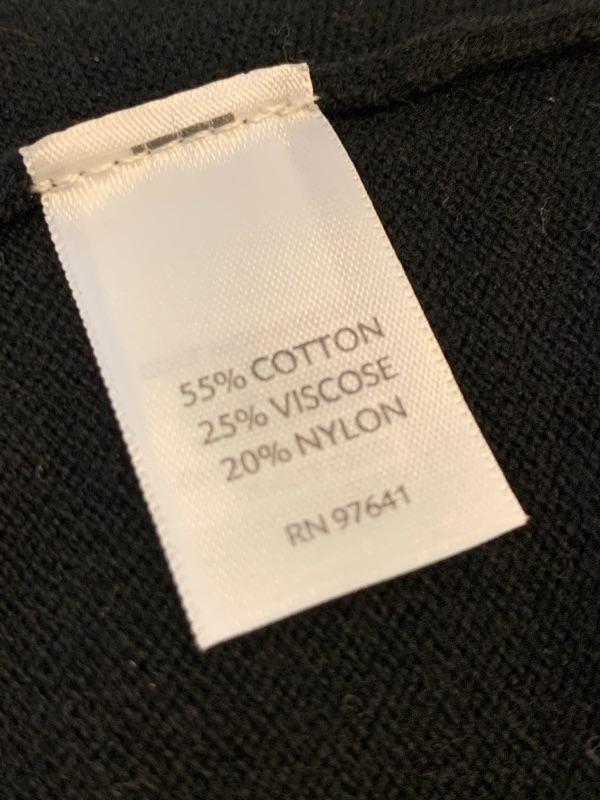 55% COTTON
25% VISCOSE
20% NYLON
RN 97641